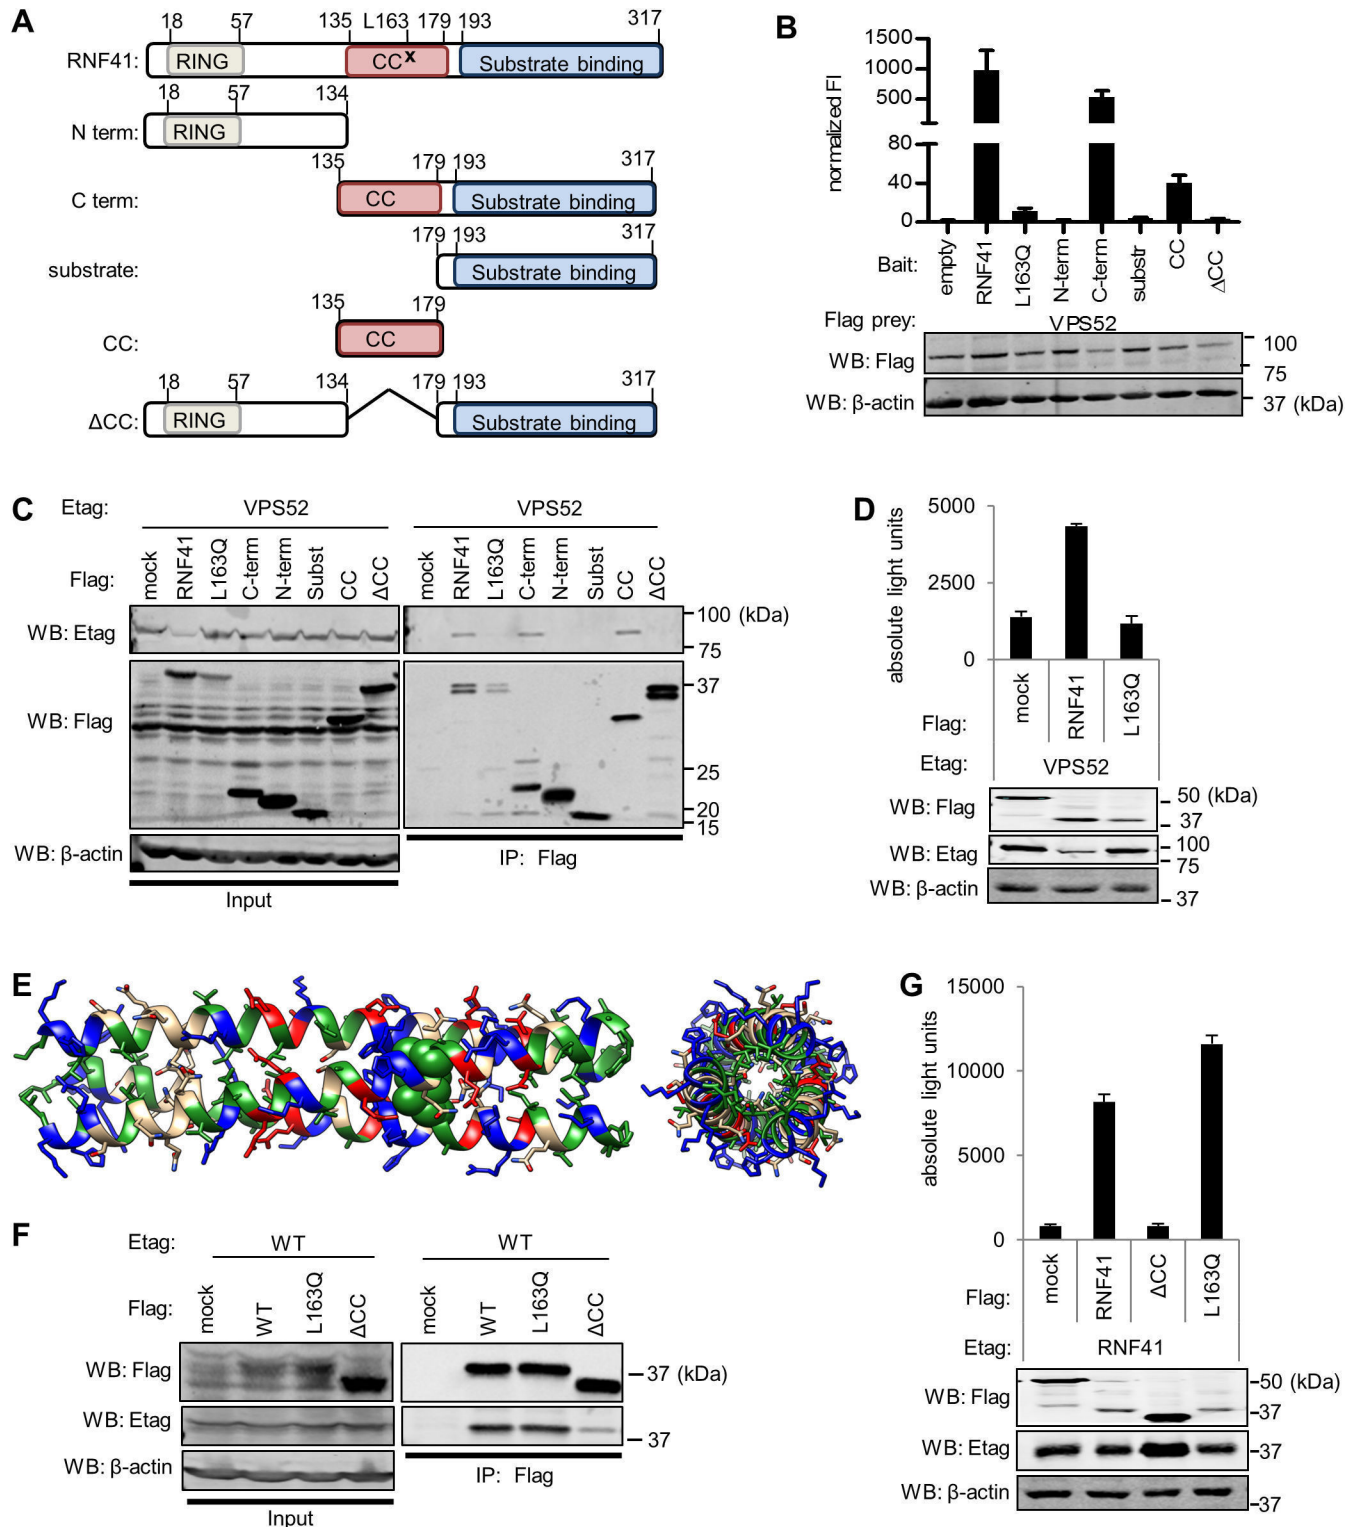 A
18 57 135 L163 179 193 317
RNF41: RING CC x Substrate binding
18 57 134
N term: RING
135 179 193 317
C term: CC Substrate binding
179 193 317
substrate: Substrate binding
135 179
CC: CC
18 57 134 179 193 317
ΔCC: RING Substrate binding
B
normalized FI
1500
1000
500
80
40
0
Bait: empty RNF41 L163Q N-term C-term substr CC ΔCC
Flag prey: VPS52
WB: Flag 100
75
WB: β-actin 37 (kDa)
C
Etag: VPS52 VPS52
Flag: mock RNF41 L163Q C-term N-term Subst CC ΔCC mock RNF41 L163Q C-term N-term Subst CC ΔCC
WB: Etag 100 (kDa)
75
WB: Flag 37
25
20
15
WB: β-actin
Input
IP: Flag
D
absolute light units
5000
2500
0
Flag: mock RNF41 L163Q
Etag: VPS52
WB: Flag 50 (kDa)
37
WB: Etag 100
75
WB: β-actin
37
E
F
Etag: WT WT
Flag: mock WT L163Q ΔCC mock WT L163Q ΔCC
WB: Flag 37 (kDa)
WB: Etag 37
WB: β-actin
Input
IP: Flag
G
absolute light units
15000
10000
5000
0
Flag: mock RNF41 ΔCC L163Q
Etag: RNF41
WB: Flag 50 (kDa)
37
WB: Etag 37
WB: β-actin
37